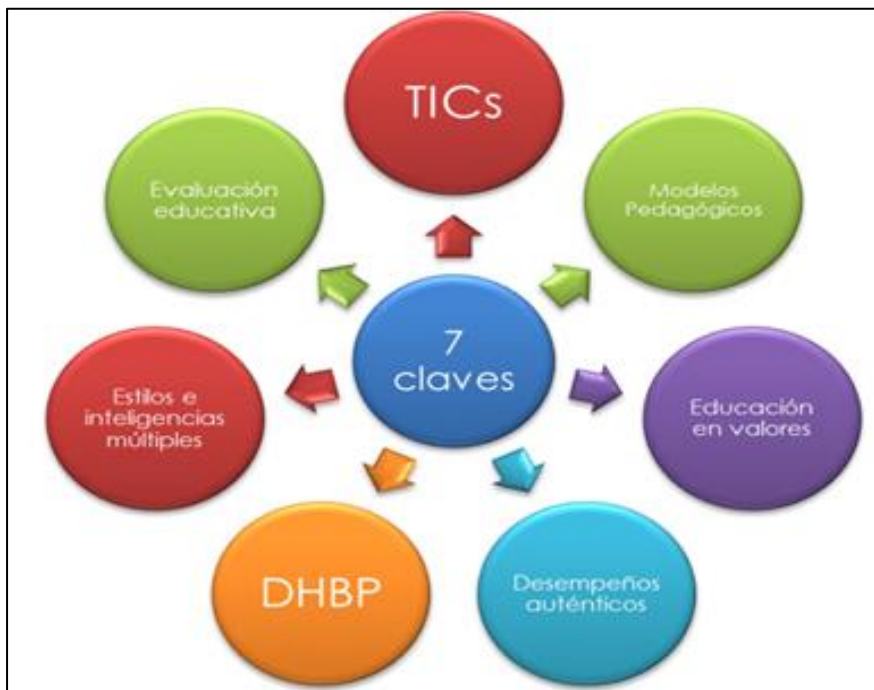 TICs
Modelos
Pedagógicos
Educación
en valores
Desempeños
auténticos
DHBP
Estilos e
inteligencias
múltiples
Evaluación
educativa
7
claves